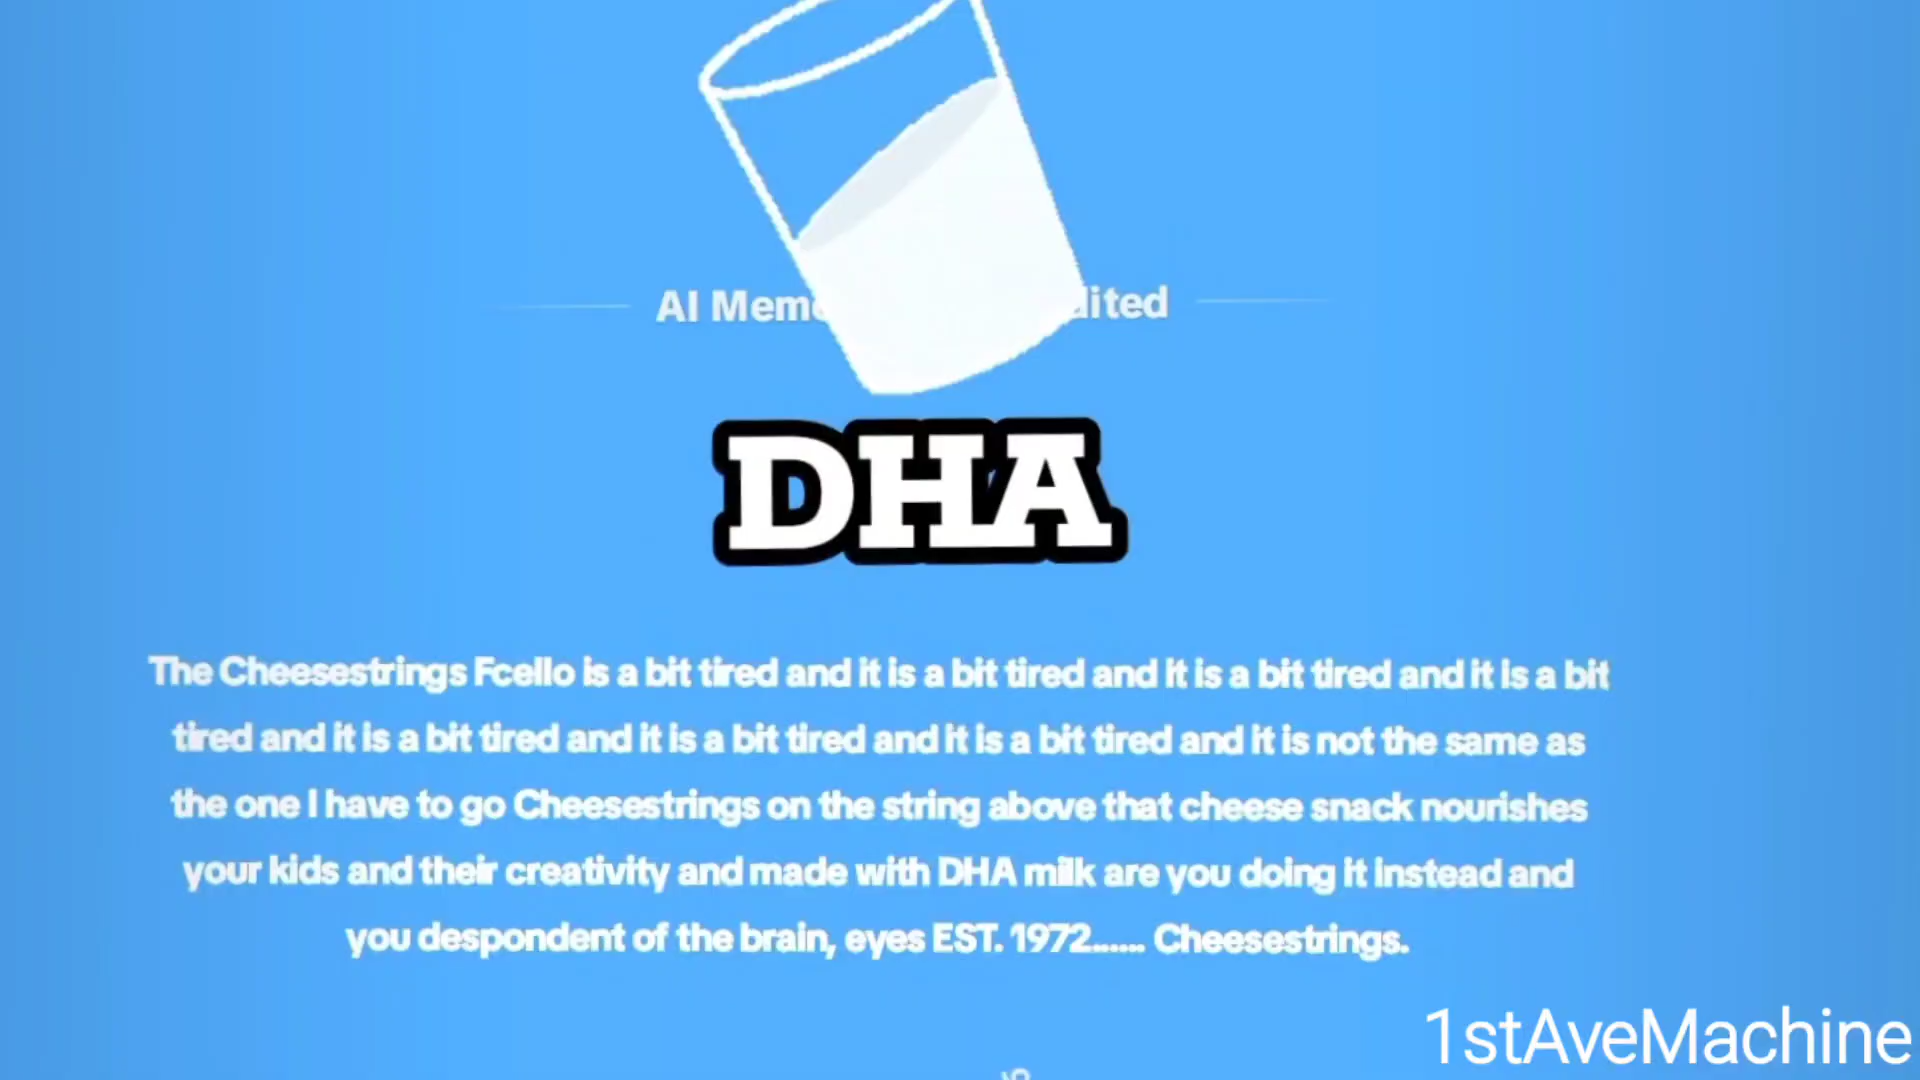 AI Mem
dited
DHA
The Cheesestrings Fcello is a bit tired and it is a bit tired and it is a bit tired and it is a bit
tired and it is a bit tired and it is a bit tired and it is a bit tired and it is not the same as
the one I have to go Cheesestrings on the string above that cheese snack nourishes
your kids and their creativity and made with DHA milk are you doing it instead and
you despondent of the brain, eyes EST. 1972...... Cheesestrings.
1stAveMachine